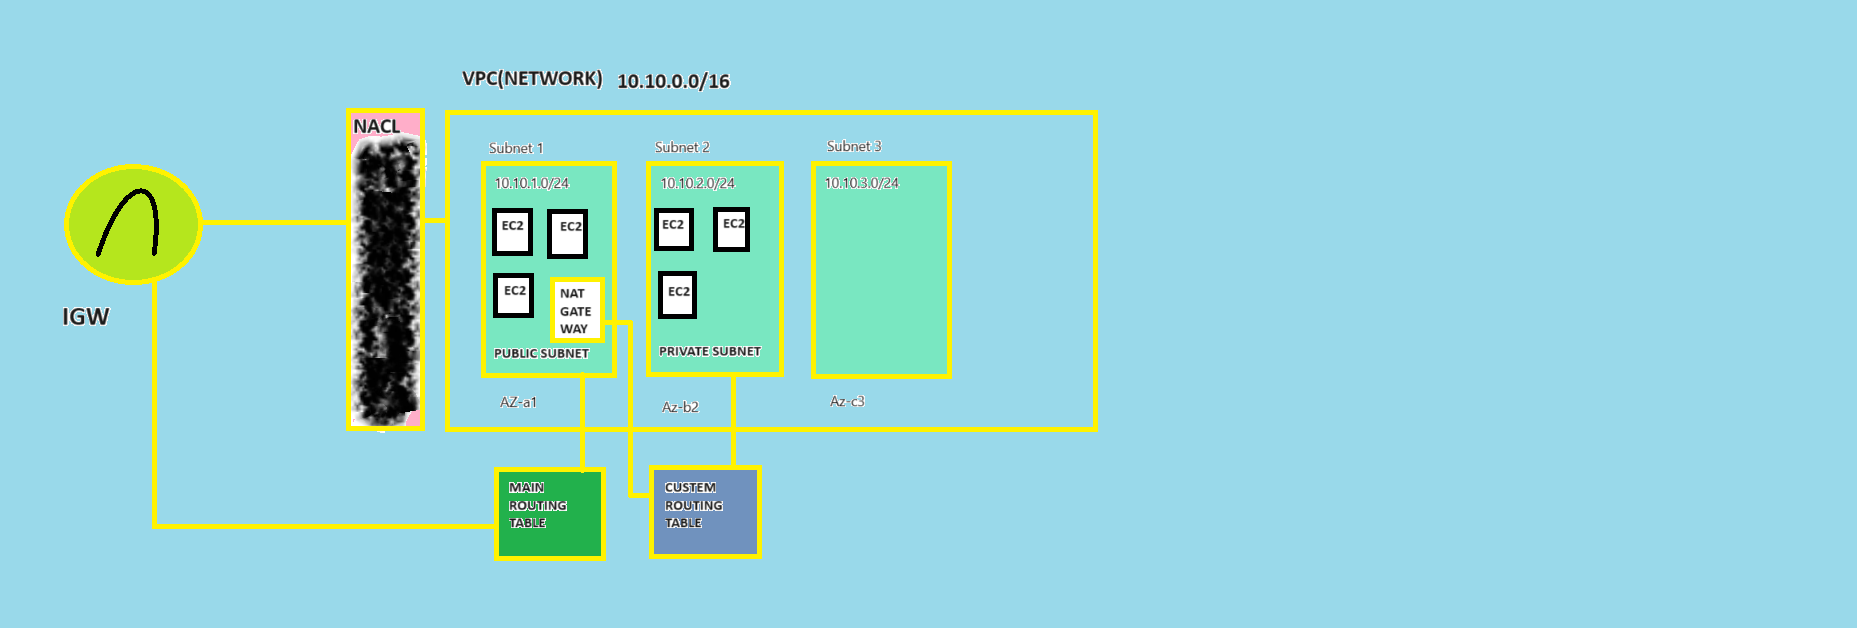 VPC(NETWORK) 10.10.0.0/16
NACL
Subnet 1
Subnet 2
Subnet 3
10.10.1.0/24
10.10.2.0/24
10.10.3.0/24
EC2
EC2
EC2
EC2
EC2
EC2
NAT
GATE
WAY
PUBLIC SUBNET
PRIVATE SUBNET
IGW
AZ-a1
Az-b2
Az-c3
MAIN
ROUTING
TABLE
CUSTEM
ROUTING
TABLE